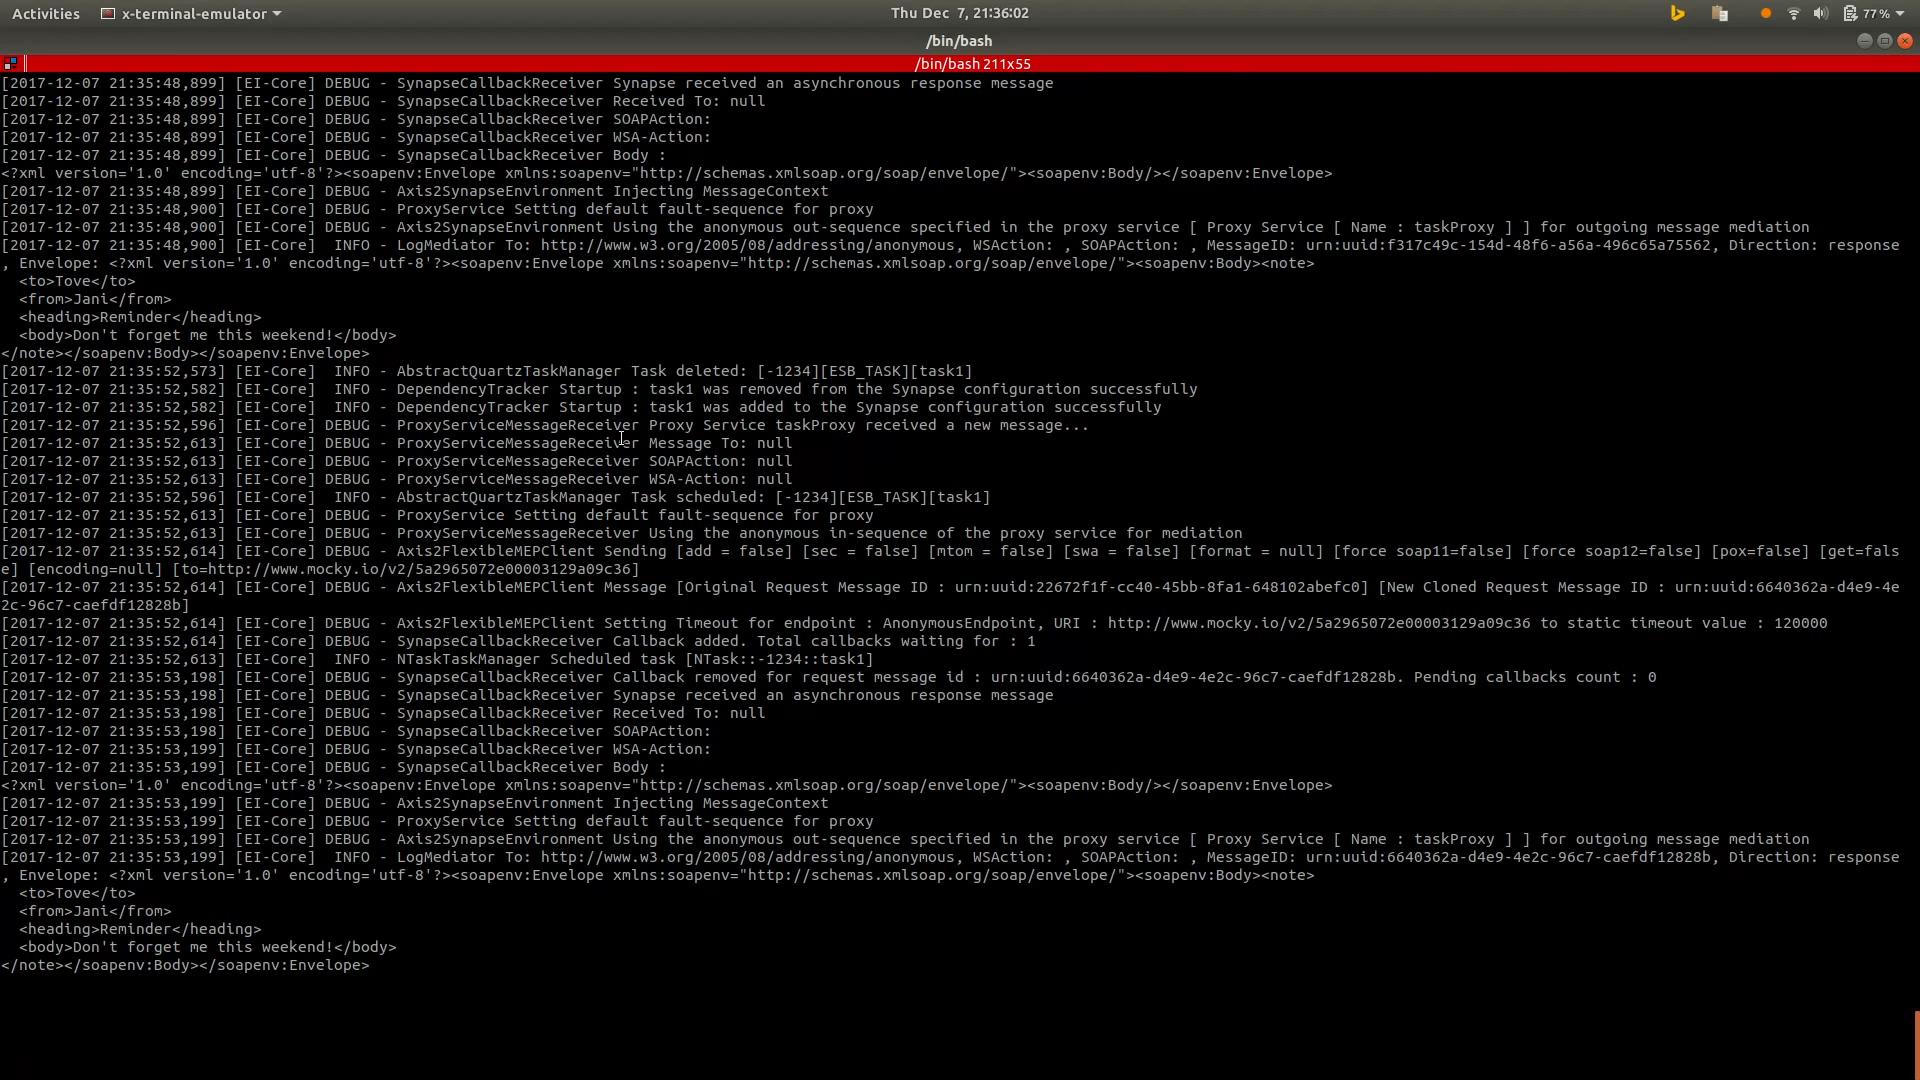 Activities x-terminal-emulator Thu Dec 7, 21:36:02 77 %
/bin/bash
/bin/bash 211x55
[2017-12-07 21:35:48,899] [EI-Core] DEBUG - SynapseCallbackReceiver Synapse received an asynchronous response message
[2017-12-07 21:35:48,899] [EI-Core] DEBUG - SynapseCallbackReceiver Received To: null
[2017-12-07 21:35:48,899] [EI-Core] DEBUG - SynapseCallbackReceiver SOAPAction:
[2017-12-07 21:35:48,899] [EI-Core] DEBUG - SynapseCallbackReceiver WSA-Action:
[2017-12-07 21:35:48,899] [EI-Core] DEBUG - SynapseCallbackReceiver Body :
<?xml version='1.0' encoding='utf-8'?><soapenv:Envelope xmlns:soapenv="http://schemas.xmlsoap.org/soap/envelope/"><soapenv:Body/></soapenv:Envelope>
[2017-12-07 21:35:48,899] [EI-Core] DEBUG - Axis2SynapseEnvironment Injecting MessageContext
[2017-12-07 21:35:48,900] [EI-Core] DEBUG - ProxyService Setting default fault-sequence for proxy
[2017-12-07 21:35:48,900] [EI-Core] DEBUG - Axis2SynapseEnvironment Using the anonymous out-sequence specified in the proxy service [ Proxy Service [ Name : taskProxy ] ] for outgoing message mediation
[2017-12-07 21:35:48,900] [EI-Core]  INFO - LogMediator To: http://www.w3.org/2005/08/addressing/anonymous, WSAction: , SOAPAction: , MessageID: urn:uuid:f317c49c-154d-48f6-a56a-496c65a75562, Direction: response
, Envelope: <?xml version='1.0' encoding='utf-8'?><soapenv:Envelope xmlns:soapenv="http://schemas.xmlsoap.org/soap/envelope/"><soapenv:Body><note>
  <to>Tove</to>
  <from>Jani</from>
  <heading>Reminder</heading>
  <body>Don't forget me this weekend!</body>
</note></soapenv:Body></soapenv:Envelope>
[2017-12-07 21:35:52,573] [EI-Core]  INFO - AbstractQuartzTaskManager Task deleted: [-1234][ESB_TASK][task1]
[2017-12-07 21:35:52,582] [EI-Core]  INFO - DependencyTracker Startup : task1 was removed from the Synapse configuration successfully
[2017-12-07 21:35:52,582] [EI-Core]  INFO - DependencyTracker Startup : task1 was added to the Synapse configuration successfully
[2017-12-07 21:35:52,596] [EI-Core] DEBUG - ProxyServiceMessageReceiver Proxy Service taskProxy received a new message...
[2017-12-07 21:35:52,613] [EI-Core] DEBUG - ProxyServiceMessageReceiver Message To: null
[2017-12-07 21:35:52,613] [EI-Core] DEBUG - ProxyServiceMessageReceiver SOAPAction: null
[2017-12-07 21:35:52,613] [EI-Core] DEBUG - ProxyServiceMessageReceiver WSA-Action: null
[2017-12-07 21:35:52,596] [EI-Core]  INFO - AbstractQuartzTaskManager Task scheduled: [-1234][ESB_TASK][task1]
[2017-12-07 21:35:52,613] [EI-Core] DEBUG - ProxyService Setting default fault-sequence for proxy
[2017-12-07 21:35:52,613] [EI-Core] DEBUG - ProxyServiceMessageReceiver Using the anonymous in-sequence of the proxy service for mediation
[2017-12-07 21:35:52,614] [EI-Core] DEBUG - Axis2FlexibleMEPClient Sending [add = false] [sec = false] [mtom = false] [swa = false] [format = null] [force soap11=false] [force soap12=false] [pox=false] [get=fals
e] [encoding=null] [to=http://www.mocky.io/v2/5a2965072e00003129a09c36]
[2017-12-07 21:35:52,614] [EI-Core] DEBUG - Axis2FlexibleMEPClient Message [Original Request Message ID : urn:uuid:22672f1f-cc40-45bb-8fa1-648102abefc0] [New Cloned Request Message ID : urn:uuid:6640362a-d4e9-4e
2c-96c7-caefdf12828b]
[2017-12-07 21:35:52,614] [EI-Core] DEBUG - Axis2FlexibleMEPClient Setting Timeout for endpoint : AnonymousEndpoint, URI : http://www.mocky.io/v2/5a2965072e00003129a09c36 to static timeout value : 120000
[2017-12-07 21:35:52,614] [EI-Core] DEBUG - SynapseCallbackReceiver Callback added. Total callbacks waiting for : 1
[2017-12-07 21:35:52,613] [EI-Core]  INFO - NTaskTaskManager Scheduled task [NTask::-1234::task1]
[2017-12-07 21:35:53,198] [EI-Core] DEBUG - SynapseCallbackReceiver Callback removed for request message id : urn:uuid:6640362a-d4e9-4e2c-96c7-caefdf12828b. Pending callbacks count : 0
[2017-12-07 21:35:53,198] [EI-Core] DEBUG - SynapseCallbackReceiver Synapse received an asynchronous response message
[2017-12-07 21:35:53,198] [EI-Core] DEBUG - SynapseCallbackReceiver Received To: null
[2017-12-07 21:35:53,198] [EI-Core] DEBUG - SynapseCallbackReceiver SOAPAction:
[2017-12-07 21:35:53,199] [EI-Core] DEBUG - SynapseCallbackReceiver WSA-Action:
[2017-12-07 21:35:53,199] [EI-Core] DEBUG - SynapseCallbackReceiver Body :
<?xml version='1.0' encoding='utf-8'?><soapenv:Envelope xmlns:soapenv="http://schemas.xmlsoap.org/soap/envelope/"><soapenv:Body/></soapenv:Envelope>
[2017-12-07 21:35:53,199] [EI-Core] DEBUG - Axis2SynapseEnvironment Injecting MessageContext
[2017-12-07 21:35:53,199] [EI-Core] DEBUG - ProxyService Setting default fault-sequence for proxy
[2017-12-07 21:35:53,199] [EI-Core] DEBUG - Axis2SynapseEnvironment Using the anonymous out-sequence specified in the proxy service [ Proxy Service [ Name : taskProxy ] ] for outgoing message mediation
[2017-12-07 21:35:53,199] [EI-Core]  INFO - LogMediator To: http://www.w3.org/2005/08/addressing/anonymous, WSAction: , SOAPAction: , MessageID: urn:uuid:6640362a-d4e9-4e2c-96c7-caefdf12828b, Direction: response
, Envelope: <?xml version='1.0' encoding='utf-8'?><soapenv:Envelope xmlns:soapenv="http://schemas.xmlsoap.org/soap/envelope/"><soapenv:Body><note>
  <to>Tove</to>
  <from>Jani</from>
  <heading>Reminder</heading>
  <body>Don't forget me this weekend!</body>
</note></soapenv:Body></soapenv:Envelope>